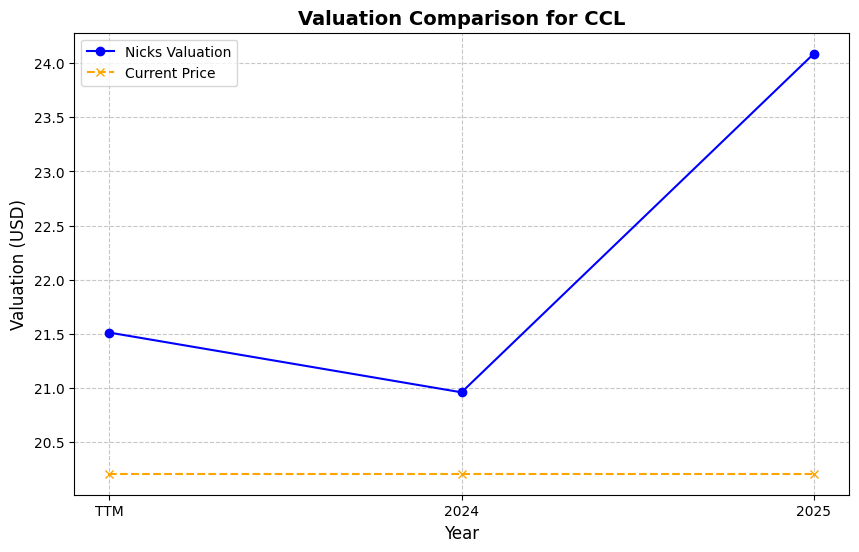 Valuation Comparison for CCL
Nicks Valuation
Current Price
Valuation (USD)
24.0
23.5
23.0
22.5
22.0
21.5
21.0
20.5
TTM
2024
2025
Year